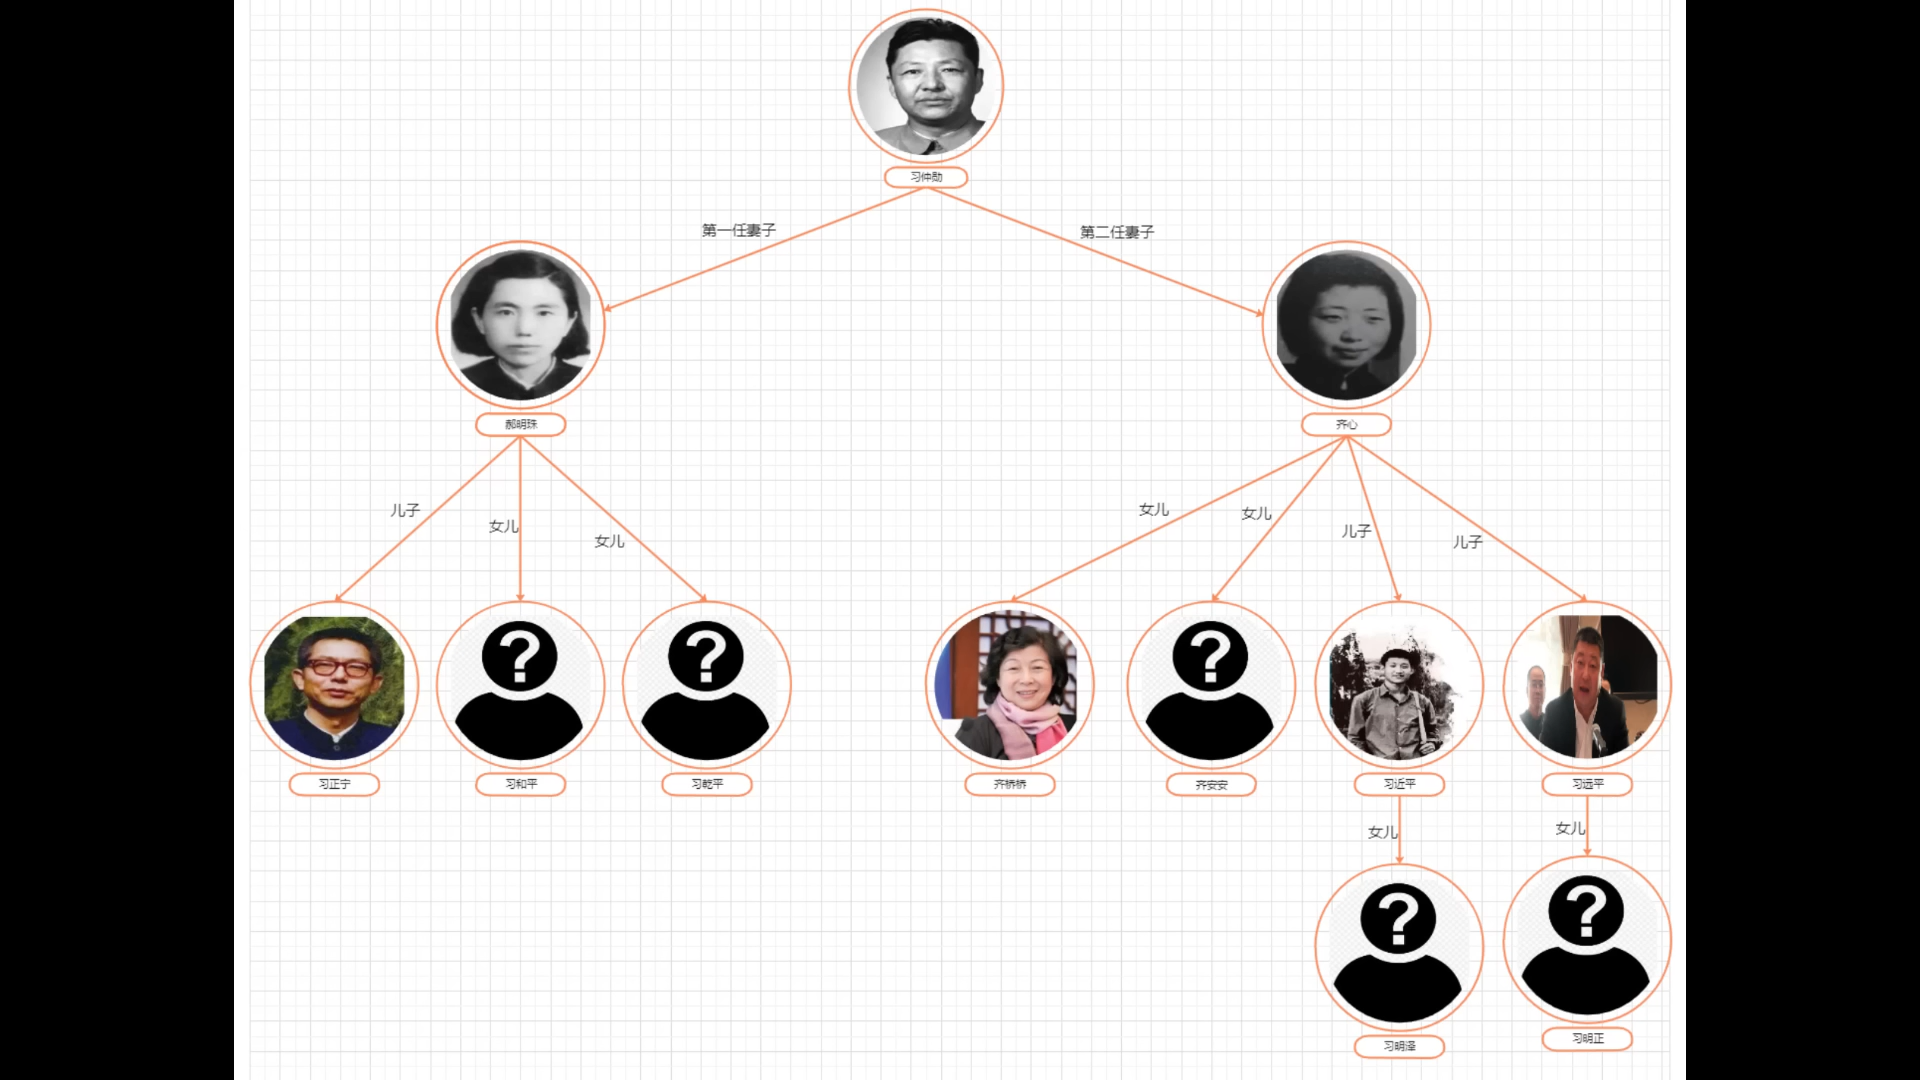 习仲勋
第一任妻子
第二任妻子
郝明珠
齐心
儿子
女儿
女儿
女儿
女儿
儿子
儿子
习正宁
习和平
习乾平
齐桥桥
齐安安
习近平
习远平
女儿
女儿
习明泽
习明正